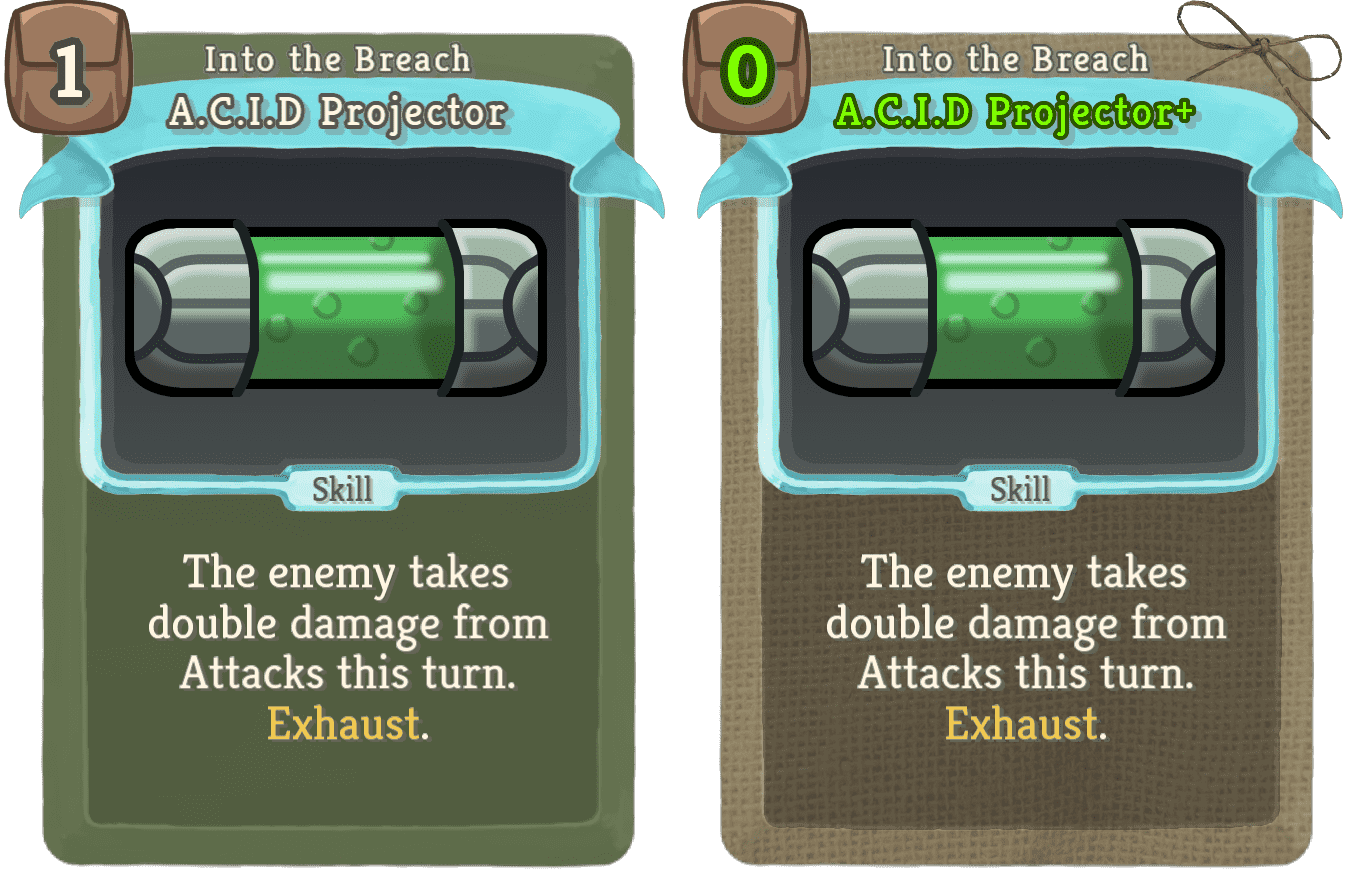 1
Into the Breach
A.C.I.D Projector
Skill
The enemy takes
double damage from
Attacks this turn.
Exhaust.
0
Into the Breach
A.C.I.D Projector+
Skill
The enemy takes
double damage from
Attacks this turn.
Exhaust.